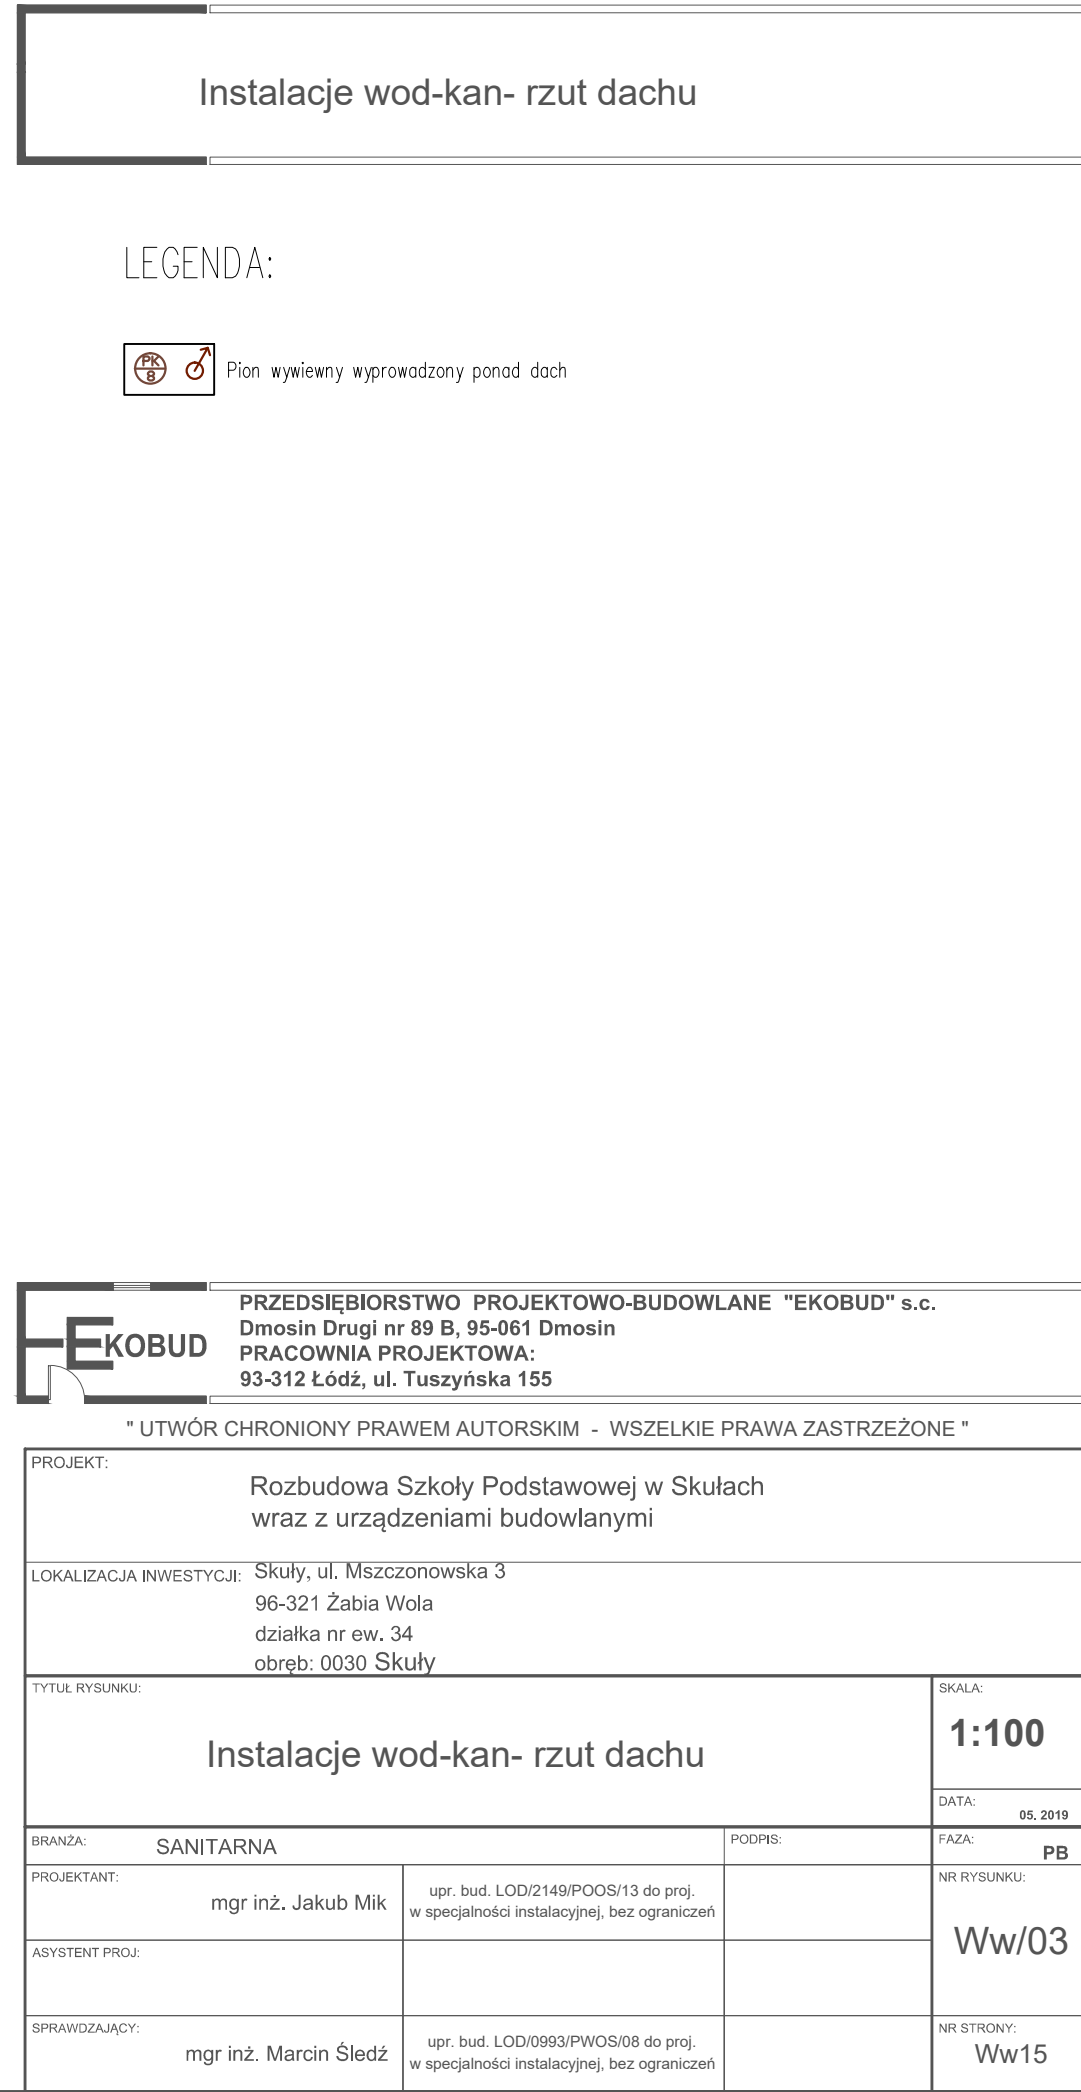 Instalacje wod-kan- rzut dachu
LEGENDA:
PK
8
Pion wywiewny wyprowadzony ponad dach
EKOBUD
PRZEDSIĘBIORSTWO PROJEKTOWO-BUDOWLANE "EKOBUD" s.c.
Dmosin Drugi nr 89 B, 95-061 Dmosin
PRACOWNIA PROJEKTOWA:
93-312 Łódź, ul. Tuszyńska 155
" UTWÓR CHRONIONY PRAWEM AUTORSKIM - WSZELKIE PRAWA ZASTRZEŻONE "
PROJEKT:
Rozbudowa Szkoły Podstawowej w Skułach
wraz z urządzeniami budowlanymi
LOKALIZACJA INWESTYCJI: Skuły, ul. Mszczonowska 3
96-321 Żabia Wola
działka nr ew. 34
obręb: 0030 Skuły
TYTUŁ RYSUNKU:
Instalacje wod-kan- rzut dachu
SKALA:
1:100
DATA:
05. 2019
BRANŻA: SANITARNA
PODPIS:
FAZA:
PB
PROJEKTANT:
mgr inż. Jakub Mik
upr. bud. LOD/2149/POOS/13 do proj.
w specjalności instalacyjnej, bez ograniczeń
NR RYSUNKU:
Ww/03
ASYSTENT PROJ:
SPRAWDZAJĄCY:
mgr inż. Marcin Śledź
upr. bud. LOD/0993/PWOS/08 do proj.
w specjalności instalacyjnej, bez ograniczeń
NR STRONY:
Ww15